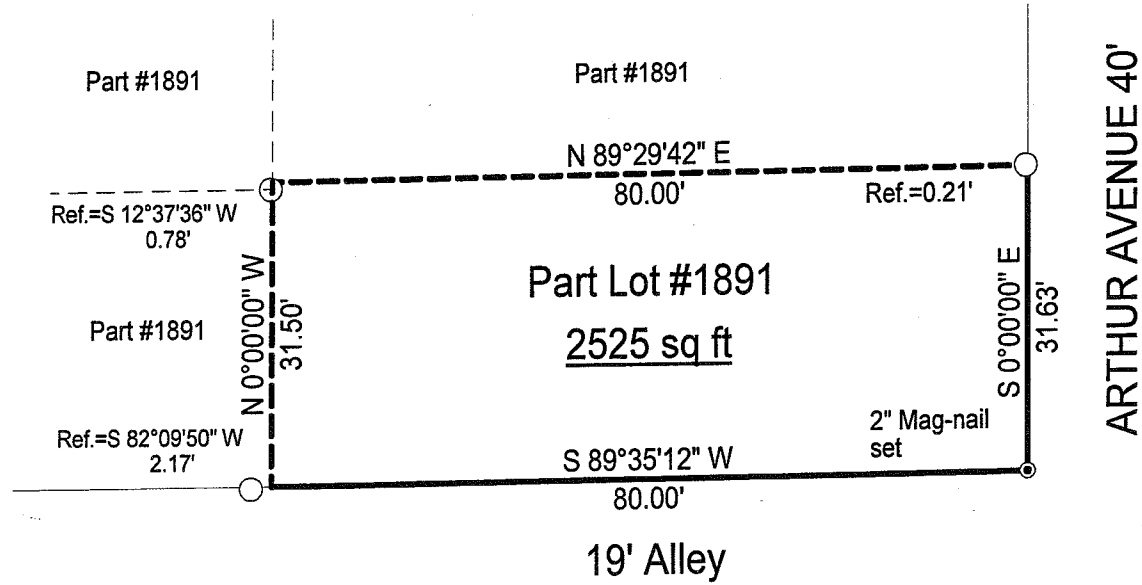 Part #1891
Part #1891
ARTHUR AVENUE 40'
N 89°29'42" E
80.00'
Ref.=0.21'
Ref.=S 12°37'36" W
0.78'
Part Lot #1891
2525 sq ft
N 0°00'00" W
31.50'
S 0°00'00" E
31.63'
Part #1891
2" Mag-nail
set
Ref.=S 82°09'50" W
2.17'
S 89°35'12" W
80.00'
19' Alley